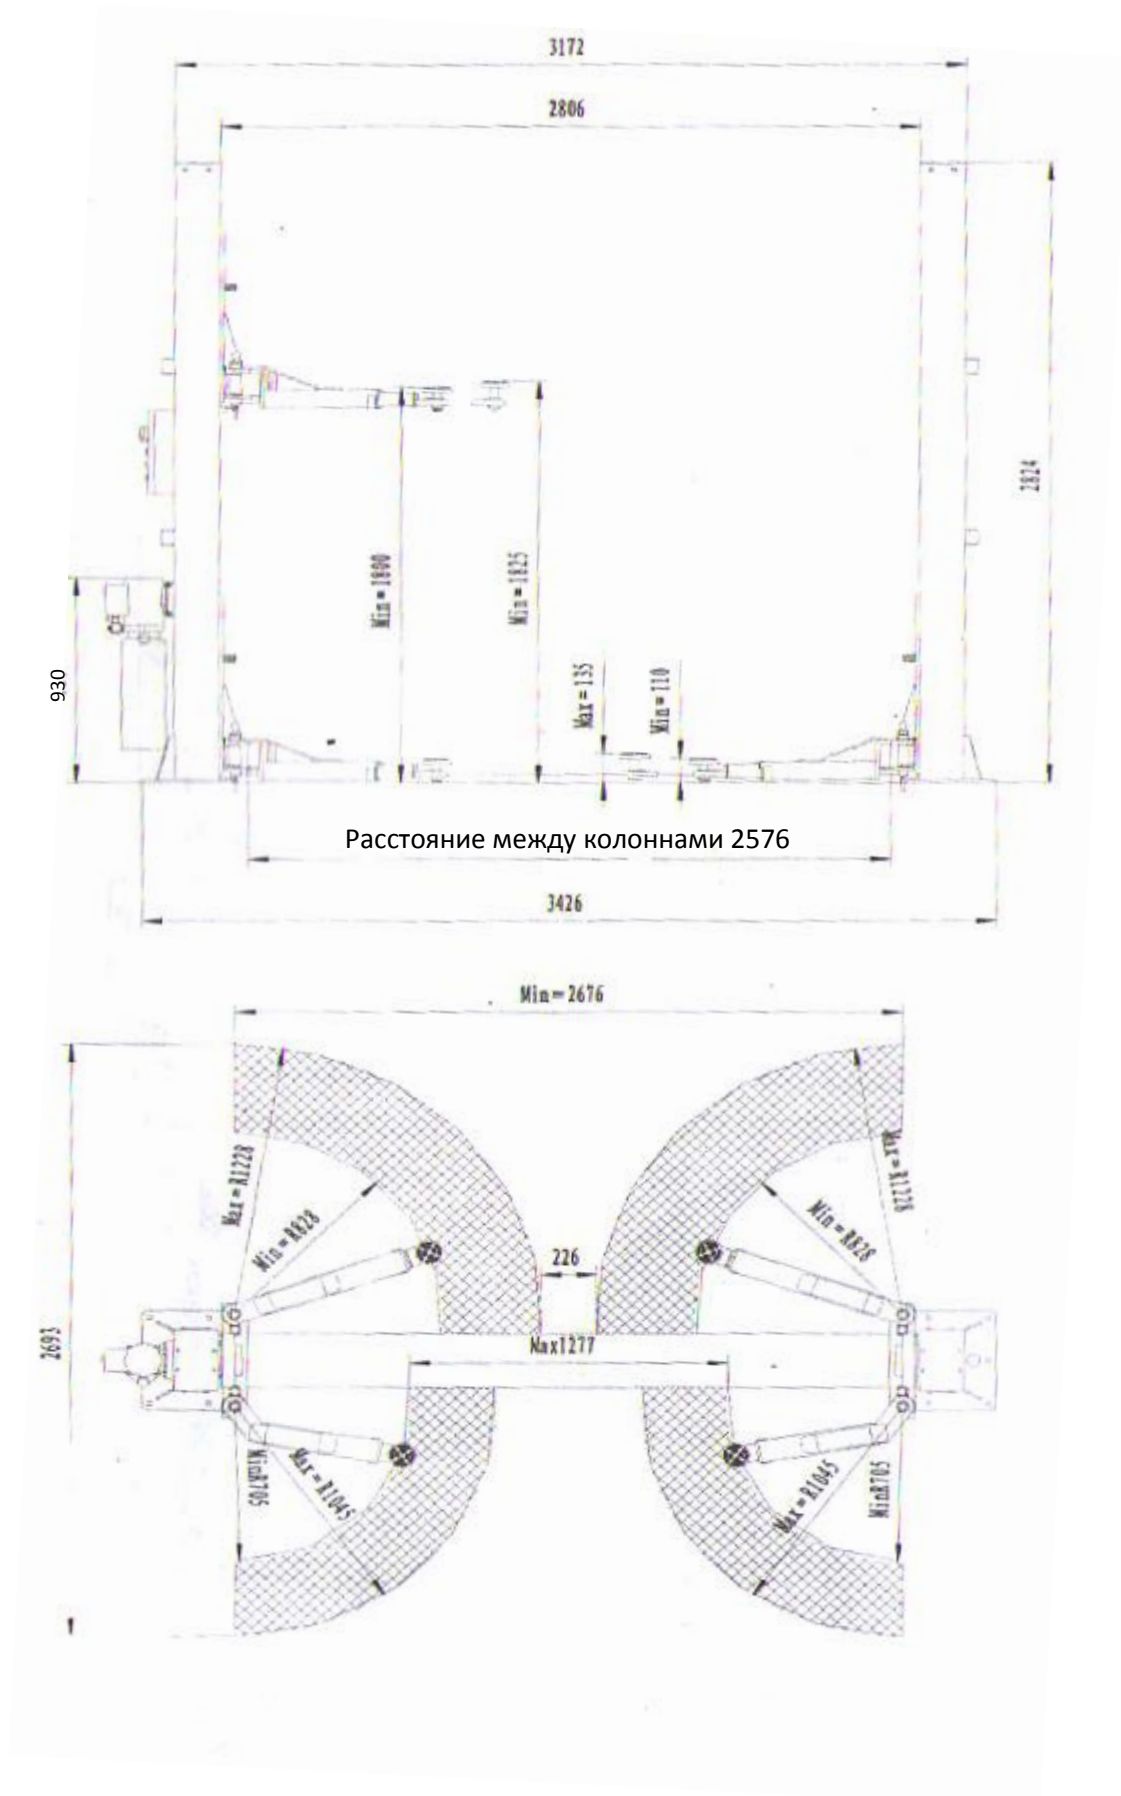 3172
2806
2824
Min=1800
Min=1825
930
Max=135
Min=110
Расстояние между колоннами 2576
3426
Min=2676
Max=R1228
Min=R828
Max=R1228
Min=R828
226
2693
Max1277
MinR705
Max=R1045
Max=R1045
MinR705